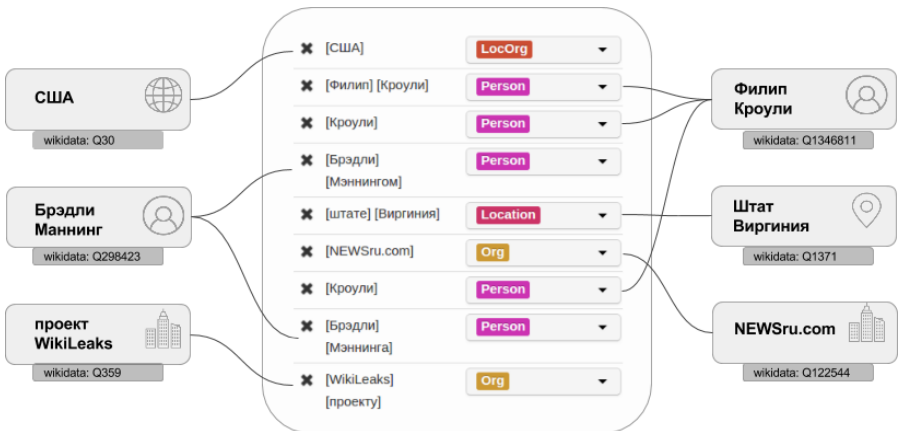 США
wikidata: Q30
Брэдли
Маннинг
wikidata: Q298423
проект
WikiLeaks
wikidata: Q359
[США] LocOrg
[Филип] [Кроули] Person
[Кроули] Person
[Брэдли] Person
[Мэннингом]
[штате] [Виргиния] Location
[NEWSru.com] Org
[Кроули] Person
[Брэдли] Person
[Мэннинга]
[WikiLeaks] Org
[проекту]
Филип
Кроули
wikidata: Q1346811
Штат
Виргиния
wikidata: Q1371
NEWSru.com
wikidata: Q122544